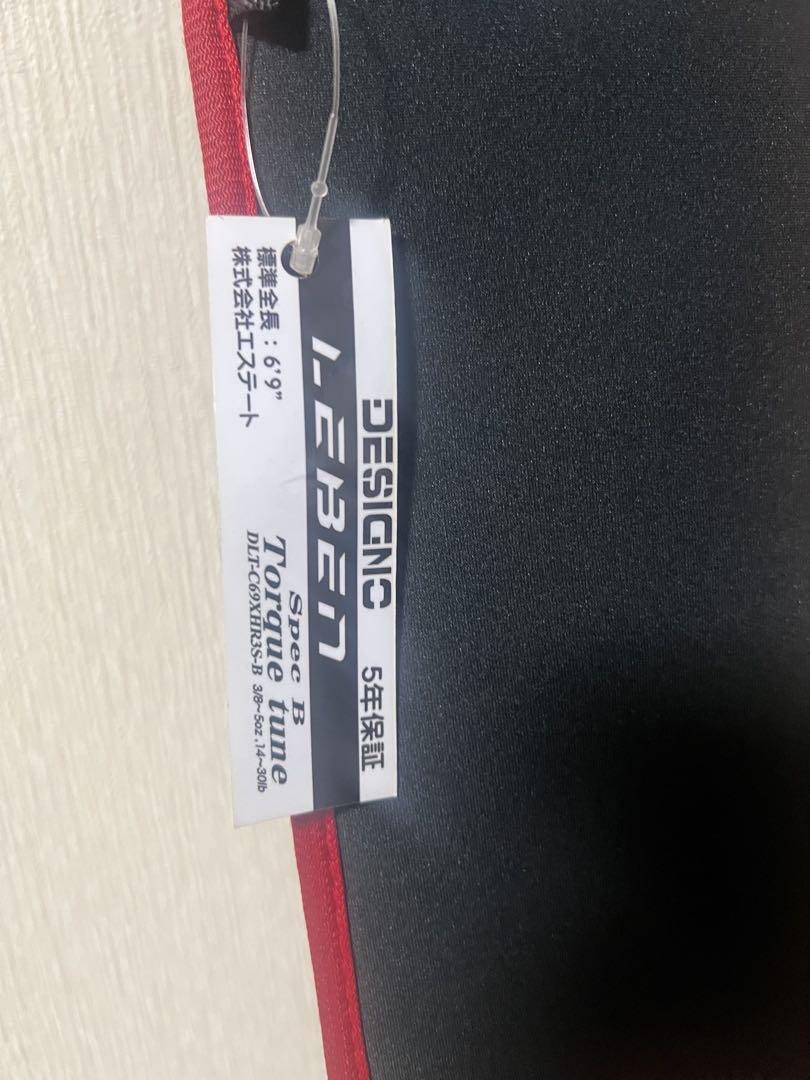 DESIGNO 5年保証
LEBEN
Spec B
Torque tune
標準全長：6'9" DLT-C69XHR3S-B 3/8～5oz,14～30lb
株式会社エステート